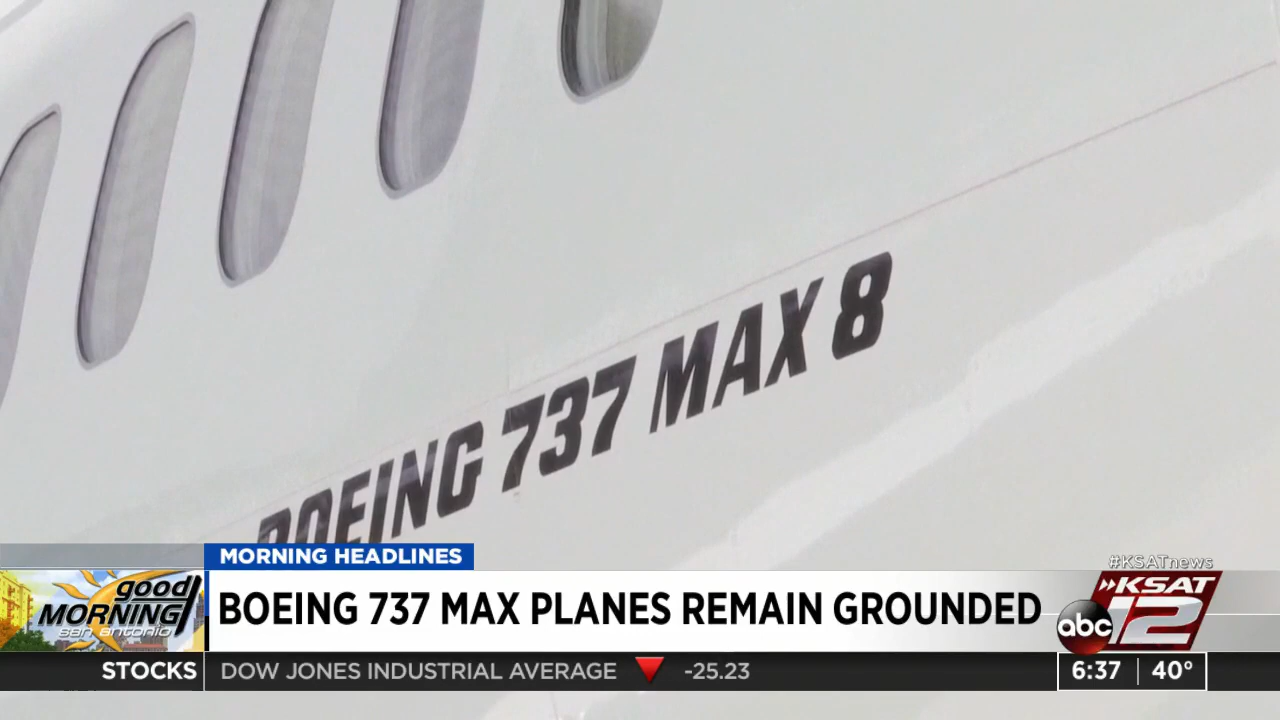 BOEING 737 MAX 8
MORNING HEADLINES
#KSATnews
good
MORNING
san antonio
BOEING 737 MAX PLANES REMAIN GROUNDED
abc
KSAT
12
STOCKS
DOW JONES INDUSTRIAL AVERAGE -25.23
6:37 40°